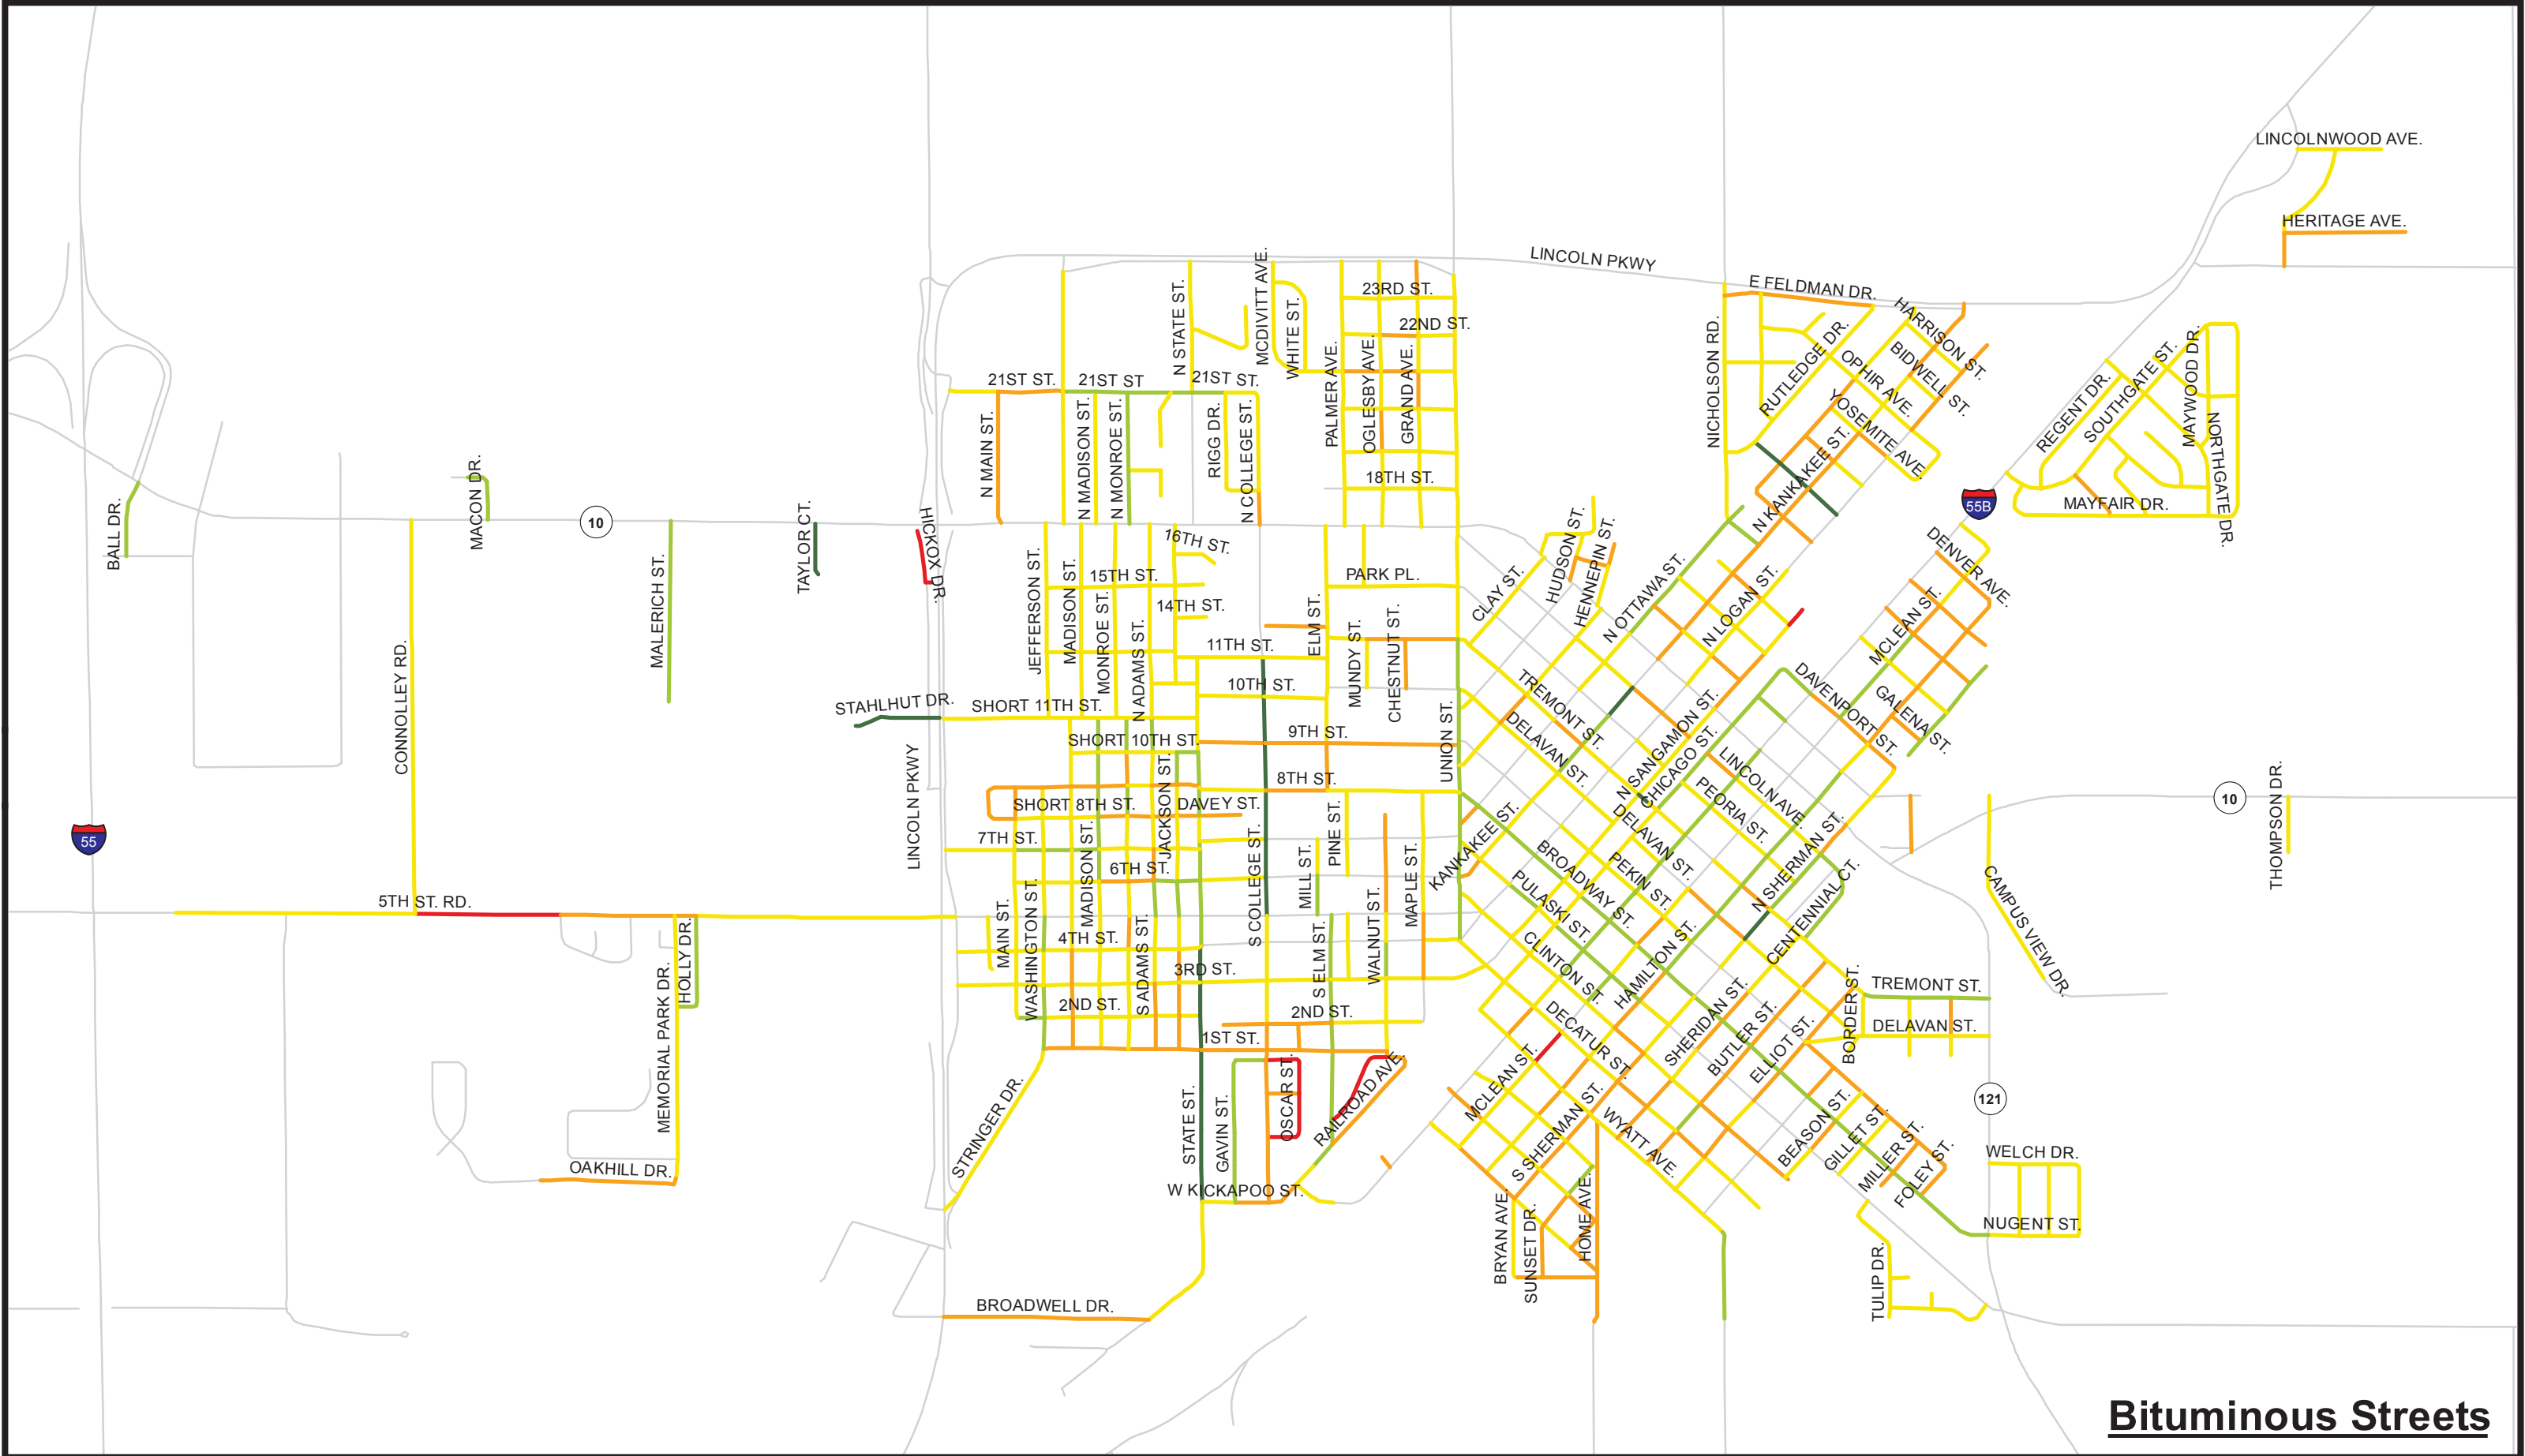 LINCOLNWOOD AVE.
HERITAGE AVE.
LINCOLN PKWY
E FELDMAN DR.
HARRISON ST.
23RD ST.
22ND ST.
N STATE ST.
MCDIVITT AVE.
WHITE ST.
PALMER AVE.
OGLESBY AVE.
GRAND AVE.
NICHOLSON RD.
RUTLEDGE DR.
OPHIR AVE.
BIDWELL ST.
YOSEMITE AVE.
REGENT DR.
SOUTHGATE ST.
MAYWOOD DR.
NORTHGATE DR.
MAYFAIR DR.
21ST ST.
21ST ST
21ST ST.
N MAIN ST.
N MADISON ST.
N MONROE ST.
RIGG DR.
N COLLEGE ST.
18TH ST.
N KANKAKEE ST.
55B
BALL DR.
MACON DR.
10
MALERICH ST.
TAYLOR CT.
HICKOX DR.
16TH ST.
15TH ST.
14TH ST.
JEFFERSON ST.
MADISON ST.
MONROE ST.
N ADAMS ST.
11TH ST.
10TH ST.
ELM ST.
MUNDY ST.
CHESTNUT ST.
PARK PL.
CLAY ST.
HUDSON ST.
HENNEPIN ST.
N OTTAWA ST.
N LOGAN ST.
DENVER AVE.
MCLEAN ST.
GALENA ST.
DAVENPORT ST.
CONNOLLEY RD.
STAHLHUT DR.
SHORT 11TH ST.
SHORT 10TH ST.
9TH ST.
8TH ST.
UNION ST.
TREMONT ST.
DELAVAN ST.
N SANGAMON ST.
CHICAGO ST.
LINCOLN AVE.
PEORIA ST.
LINCOLN PKWY
SHORT 8TH ST.
DAVEY ST.
JACKSON ST.
7TH ST.
6TH ST.
MADISON ST.
S COLLEGE ST.
MILL ST.
PINE ST.
MAPLE ST.
WALNUT ST.
KANKAKEE ST.
BROADWAY ST.
PULASKI ST.
PEKIN ST.
DELAVAN ST.
N SHERMAN ST.
CENTENNIAL CT.
55
10
THOMPSON DR.
CAMPUS VIEW DR.
5TH ST. RD.
MAIN ST.
WASHINGTON ST.
4TH ST.
3RD ST.
2ND ST.
S ADAMS ST.
S ELM ST.
2ND ST.
1ST ST.
CLINTON ST.
HAMILTON ST.
DECATUR ST.
SHERIDAN ST.
BUTLER ST.
ELLIOT ST.
BORDER ST.
TREMONT ST.
DELAVAN ST.
HOLLY DR.
MEMORIAL PARK DR.
OAKHILL DR.
STRINGER DR.
STATE ST.
GAVIN ST.
OSCAR ST.
RAILROAD AVE.
W KICKAPOO ST.
MCLEAN ST.
S SHERMAN ST.
WYATT AVE.
BEASON ST.
GILLET ST.
MILLER ST.
FOLEY ST.
121
WELCH DR.
NUGENT ST.
BRYAN AVE.
SUNSET DR.
HOME AVE.
TULIP DR.
BROADWELL DR.
Bituminous Streets